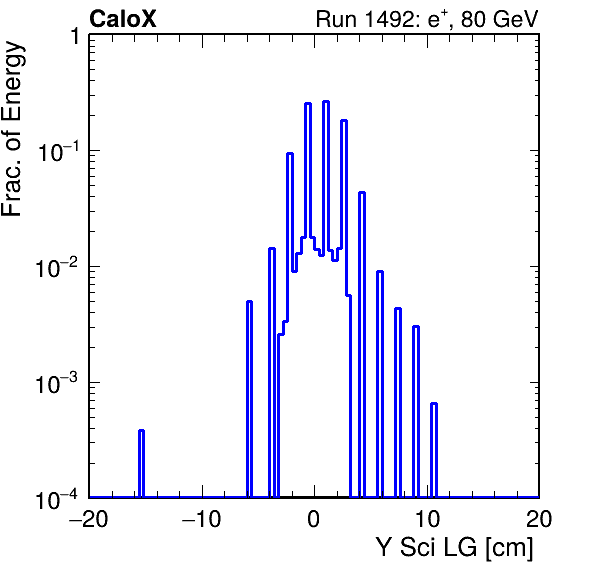 CaloX Run 1492: e⁺, 80 GeV
Frac. of Energy
1
10⁻¹
10⁻²
10⁻³
10⁻⁴
−20 −10 0 10 20
Y Sci LG [cm]